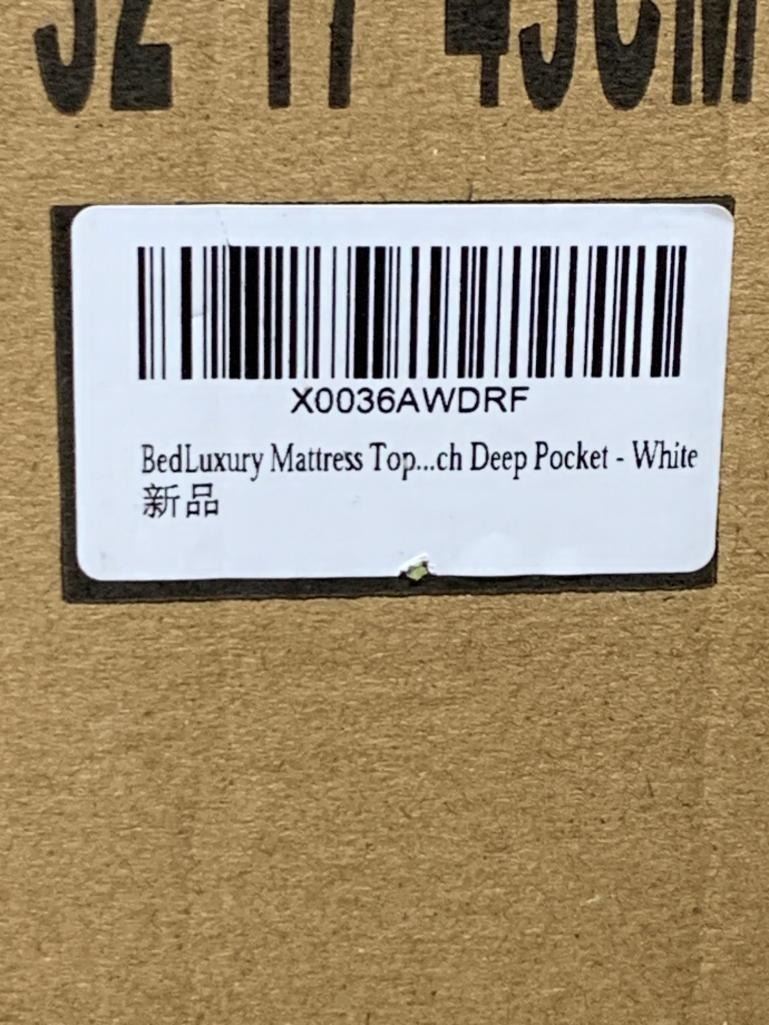 X0036AWDRF
BedLuxury Mattress Top...ch Deep Pocket - White
新品